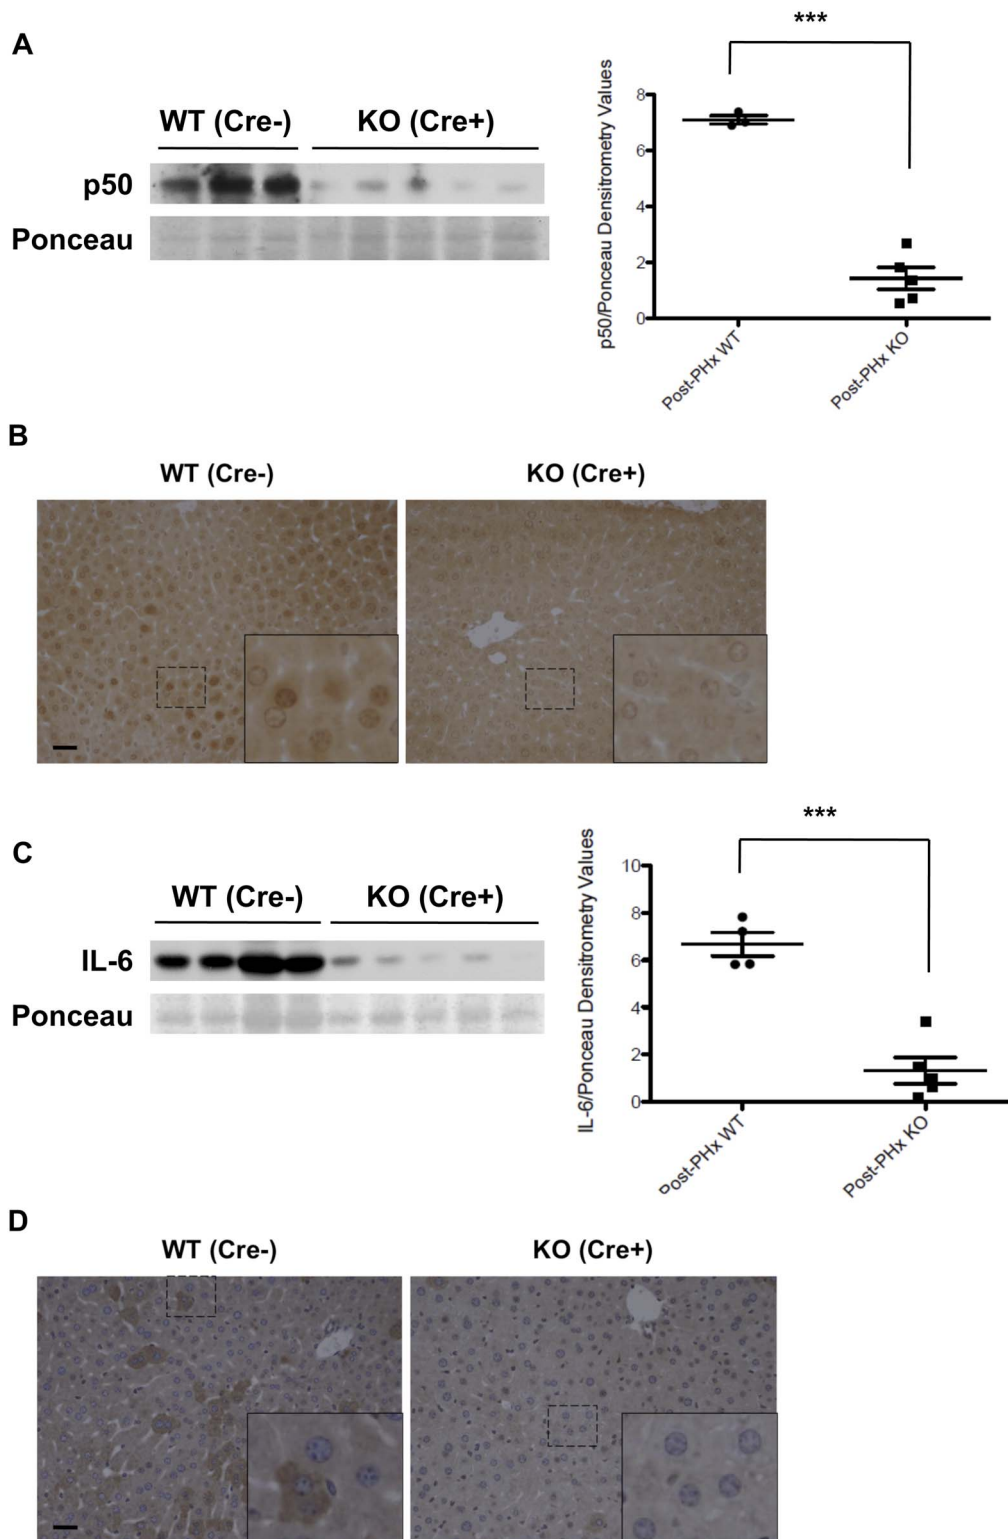 A
WT (Cre-)
KO (Cre+)
p50
Ponceau
***
p50/Ponceau Densitrometry Values
8
6
4
2
0
Post-PHx WT
Post-PHx KO
B
WT (Cre-)
KO (Cre+)
C
WT (Cre-)
KO (Cre+)
IL-6
Ponceau
***
IL-6/Ponceau Densitrometry Values
10
8
6
4
2
0
Post-PHx WT
Post-PHx KO
D
WT (Cre-)
KO (Cre+)